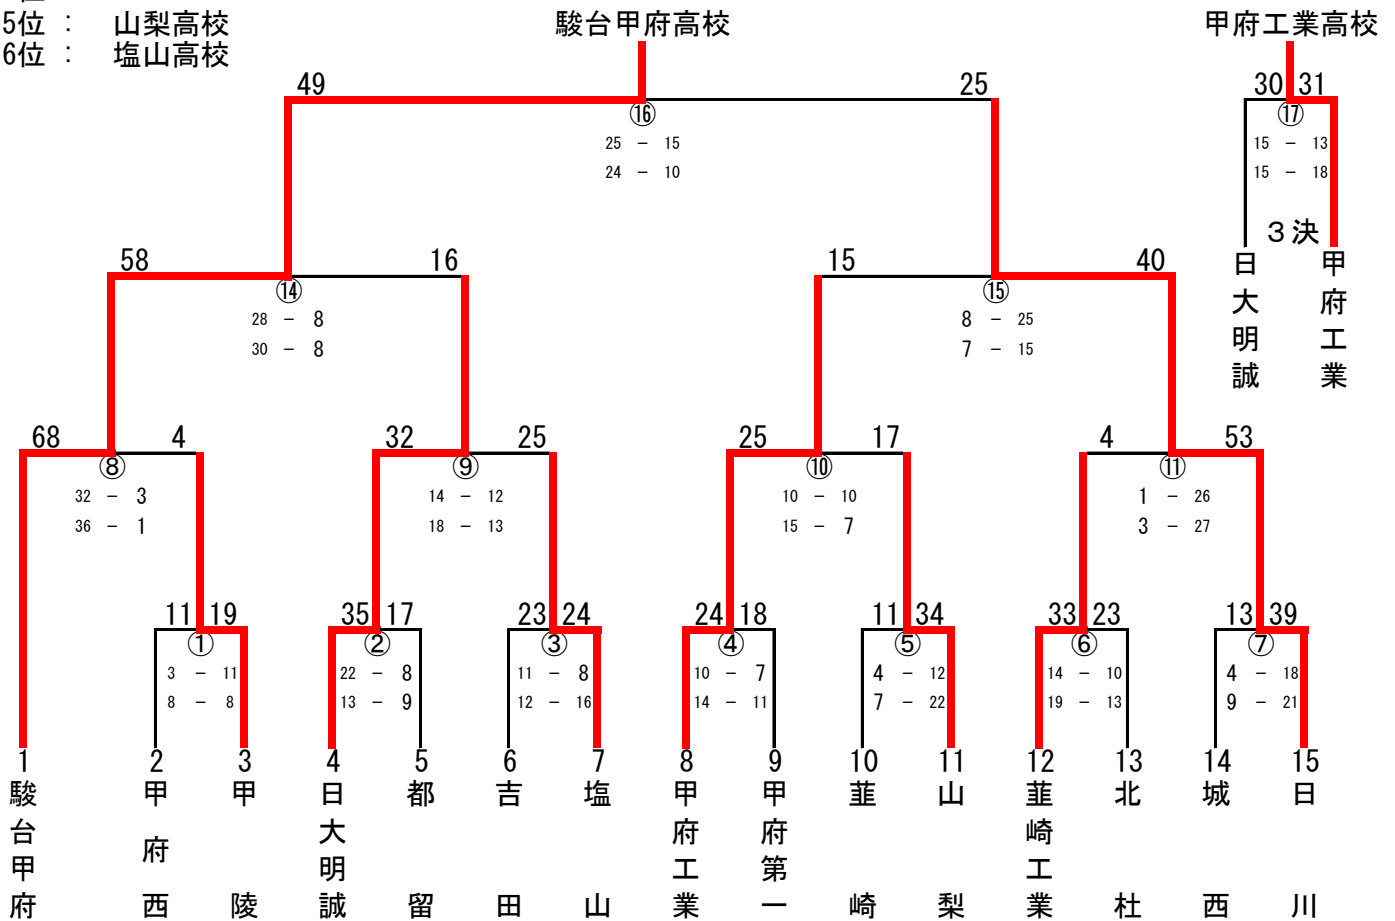 5位 : 山梨高校
6位 : 塩山高校
駿台甲府高校
甲府工業高校
49 25
⑯
25 － 15
24 － 10
30 31
⑰
15 － 13
15 － 18
3決
日大明誠
甲府工業
58 16
⑭
28 － 8
30 － 8
15 40
⑮
8 － 25
7 － 15
68 4
⑧
32 － 3
36 － 1
32 25
⑨
14 － 12
18 － 13
25 17
⑩
10 － 10
15 － 7
4 53
⑪
1 － 26
3 － 27
11 19
①
3 － 11
8 － 8
35 17
②
22 － 8
13 － 9
23 24
③
11 － 8
12 － 16
24 18
④
10 － 7
14 － 11
11 34
⑤
4 － 12
7 － 22
33 23
⑥
14 － 10
19 － 13
13 39
⑦
4 － 18
9 － 21
1 2 3 4 5 6 7 8 9 10 11 12 13 14 15
駿台甲府
甲府西
甲陵
日大明誠
都留
吉田
塩山
甲府工業
甲府第一
韮崎
山梨
韮崎工業
北杜
城西
日川